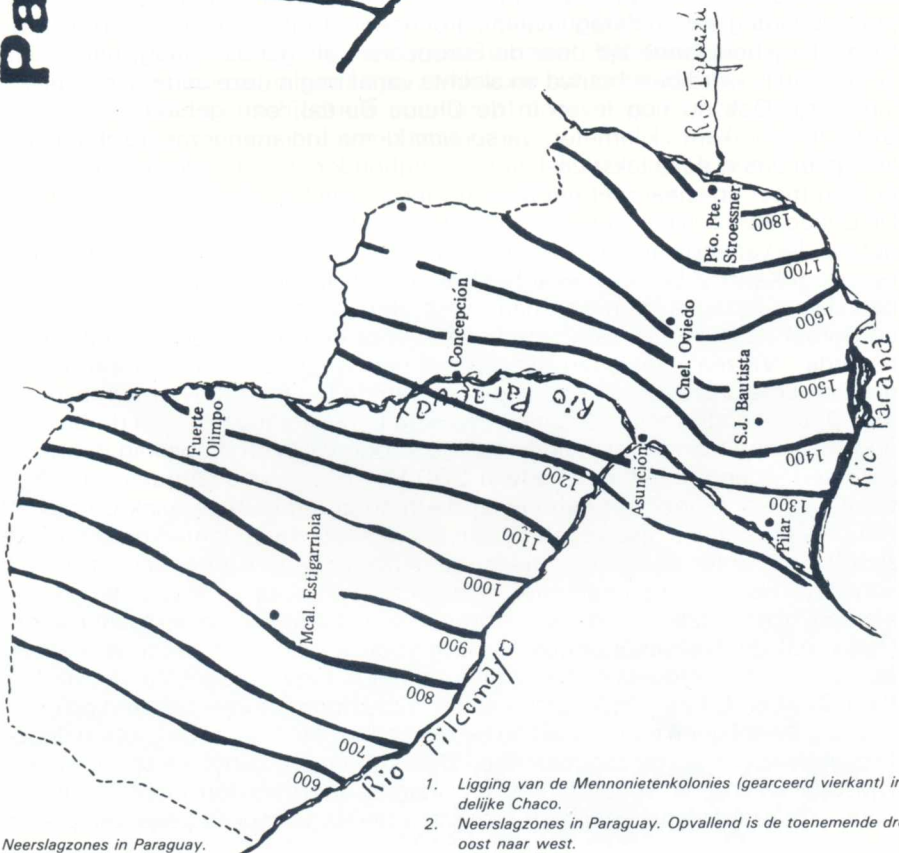 Pa
Rio Iguazú
Pto. Pte.
Stroessner
1800
1700
1600
Concepción
Cnel. Oviedo
1500
Rio Paraná
S.J. Bautista
1400
Fuerte
Olimpo
Rio Paraguay
Asunción
1300
1200
Pilar
1100
1000
Mcal. Estigarribia
900
800
Rio Pilcomayo
700
600
Neerslagzones in Paraguay.
1. Ligging van de Mennonietenkolonies (gearceerd vierkant) in
delijke Chaco.
2. Neerslagzones in Paraguay. Opvallend is de toenemende dr
oost naar west.